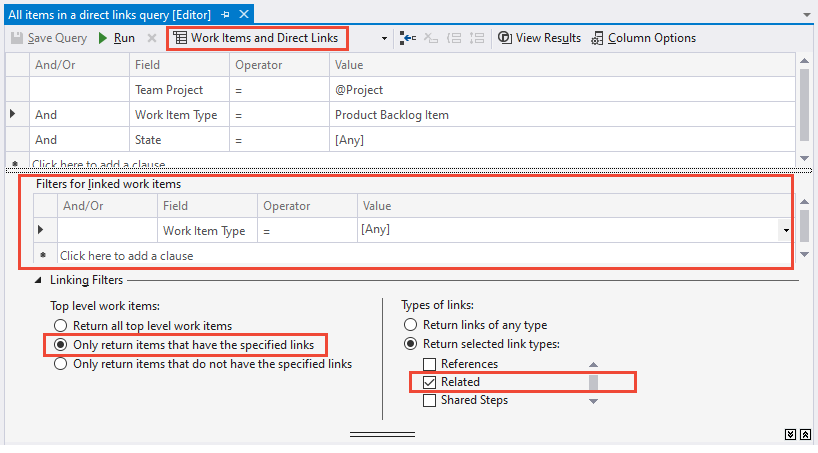 All items in a direct links query [Editor]
Save Query Run Work Items and Direct Links View Results Column Options
And/Or Field Operator Value
Team Project = @Project
And Work Item Type = Product Backlog Item
And State = [Any]
* Click here to add a clause
Filters for linked work items
And/Or Field Operator Value
Work Item Type = [Any]
* Click here to add a clause
Linking Filters
Top level work items:
Return all top level work items
Only return items that have the specified links
Only return items that do not have the specified links
Types of links:
Return links of any type
Return selected link types:
References
Related
Shared Steps